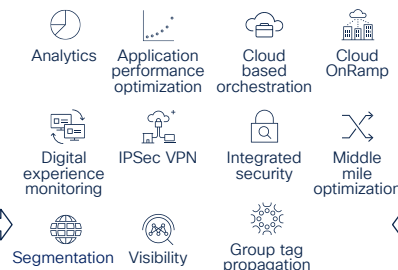 Analytics
Application
performance
optimization
Cloud
based
orchestration
Cloud
OnRamp
Digital
experience
monitoring
IPSec VPN
Integrated
security
Middle
mile
optimization
Segmentation
Visibility
Group tag
propagation